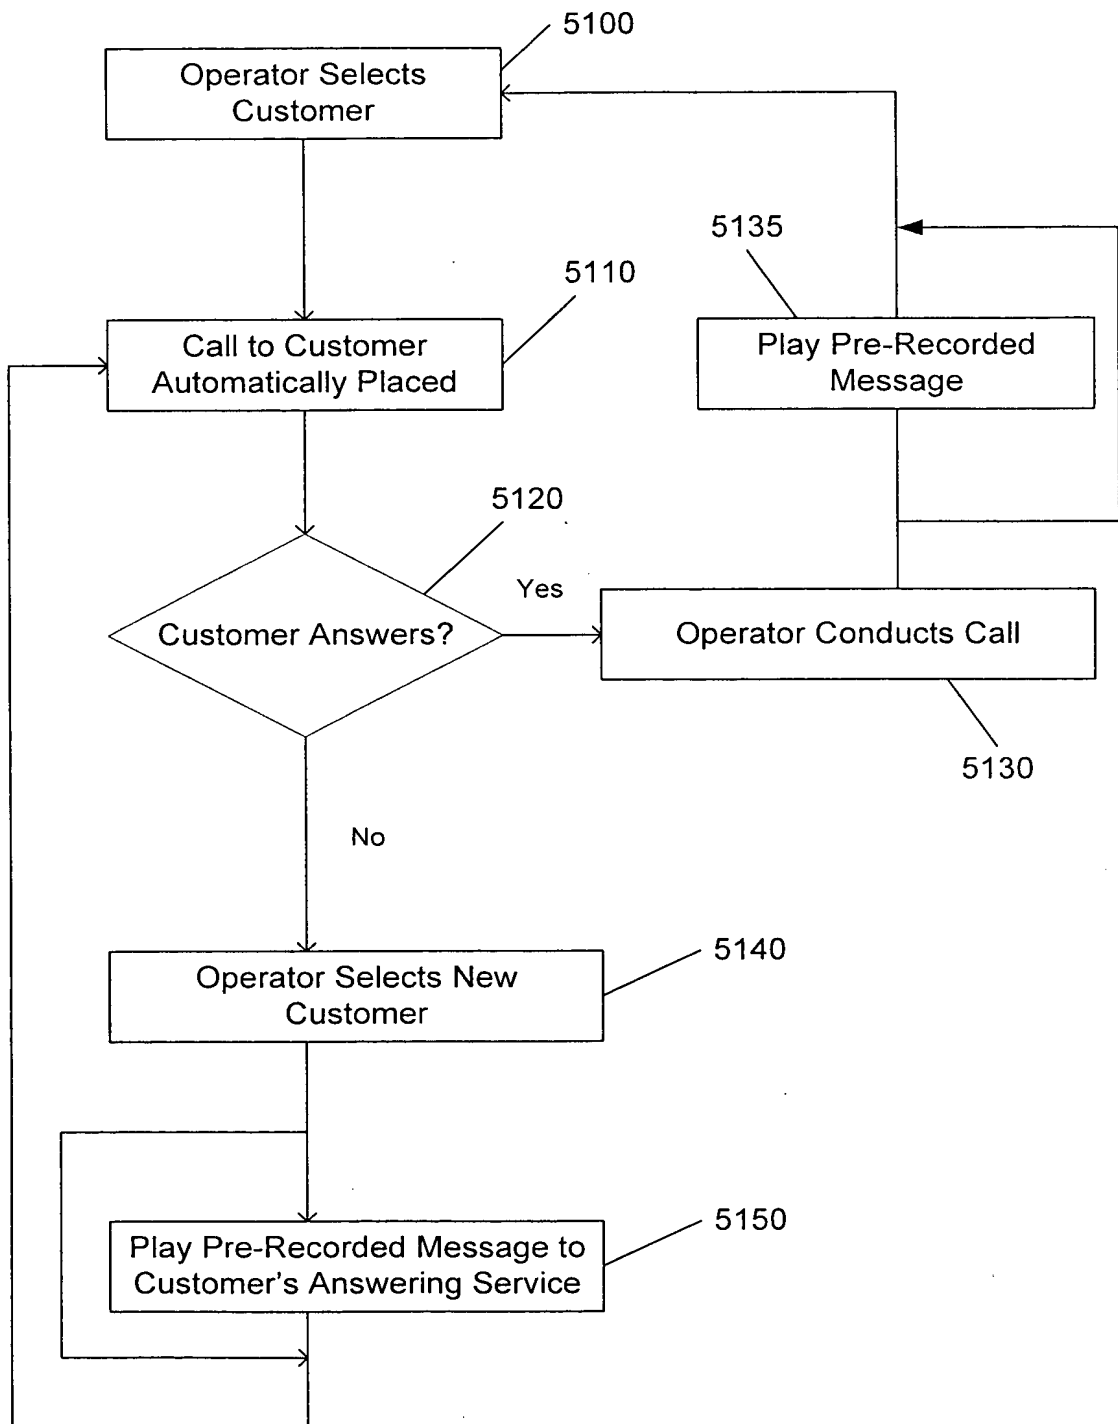 5100
Operator Selects
Customer
5135
5110
Call to Customer
Automatically Placed
Play Pre-Recorded
Message
5120
Yes
Customer Answers?
Operator Conducts Call
5130
No
5140
Operator Selects New
Customer
5150
Play Pre-Recorded Message to
Customer's Answering Service